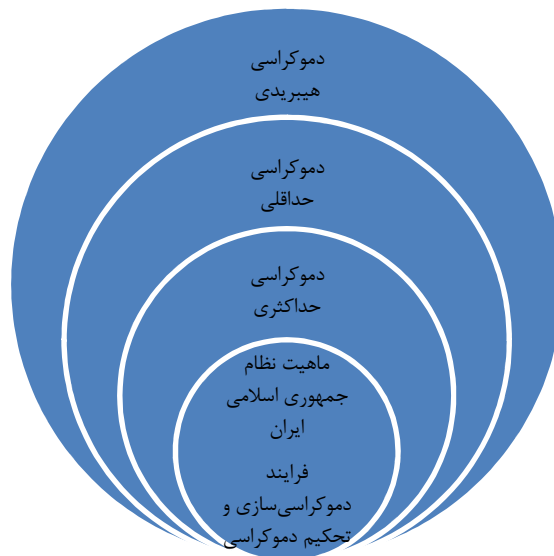 دموکراسی
هیبریدی
دموکراسی
حداقلی
دموکراسی
حداکثری
ماهیت نظام
جمهوری اسلامی
ایران
فرایند
دموکراسی‌سازی و
تحکیم دموکراسی